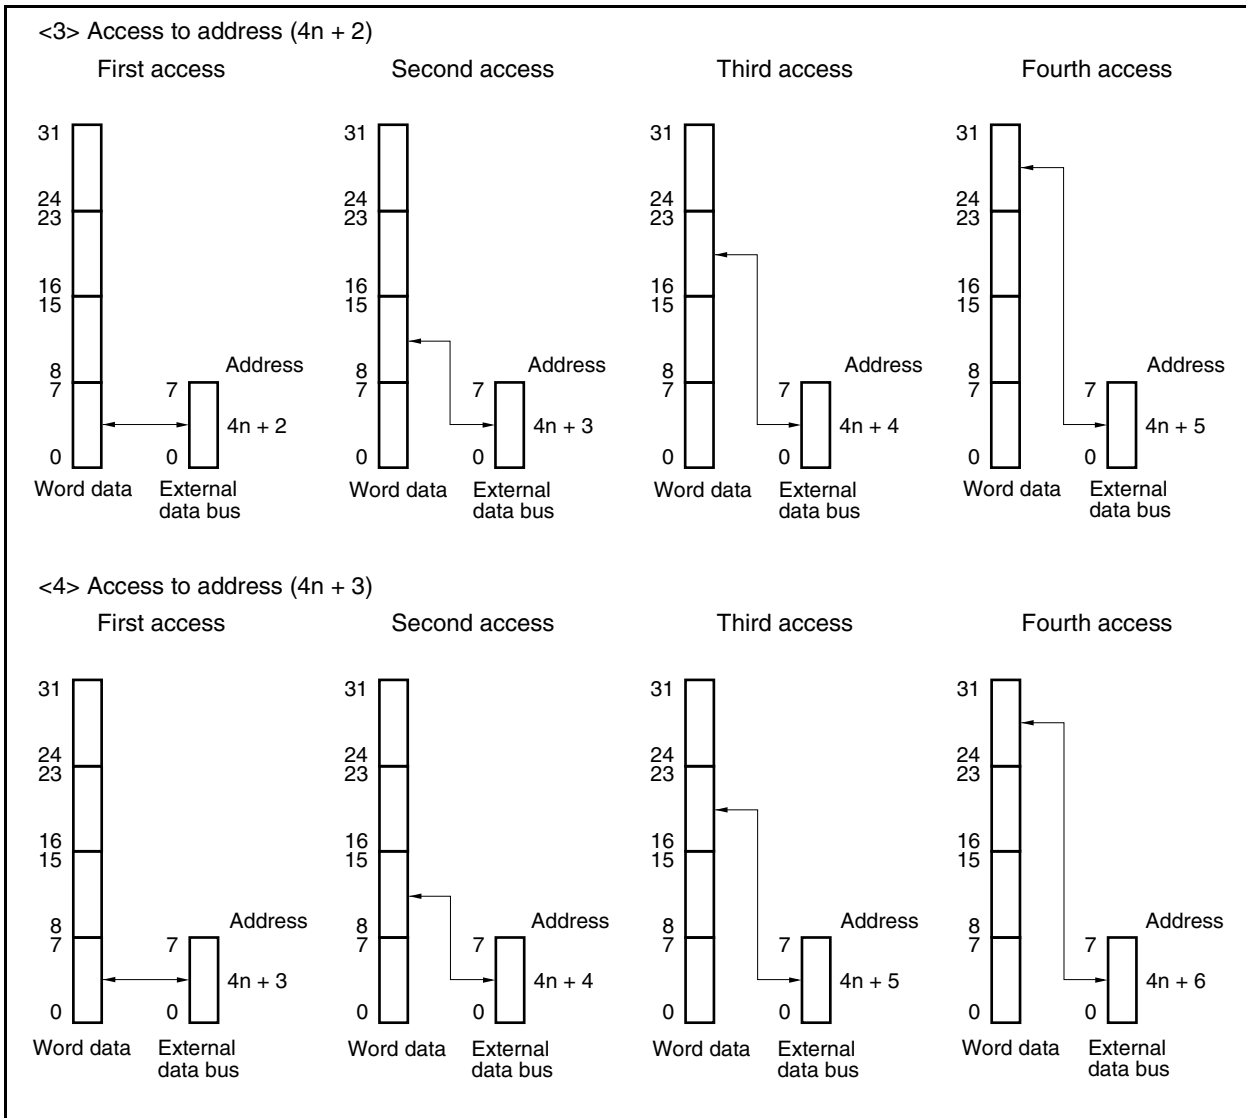 <3> Access to address (4n + 2)
First access
Second access
Third access
Fourth access
31
24
23
16
15
8
7
0
Word data
Address
7
4n + 2
0
External
data bus
31
24
23
16
15
8
7
0
Word data
Address
7
4n + 3
0
External
data bus
31
24
23
16
15
8
7
0
Word data
Address
7
4n + 4
0
External
data bus
31
24
23
16
15
8
7
0
Word data
Address
7
4n + 5
0
External
data bus
<4> Access to address (4n + 3)
First access
Second access
Third access
Fourth access
31
24
23
16
15
8
7
0
Word data
Address
7
4n + 3
0
External
data bus
31
24
23
16
15
8
7
0
Word data
Address
7
4n + 4
0
External
data bus
31
24
23
16
15
8
7
0
Word data
Address
7
4n + 5
0
External
data bus
31
24
23
16
15
8
7
0
Word data
Address
7
4n + 6
0
External
data bus